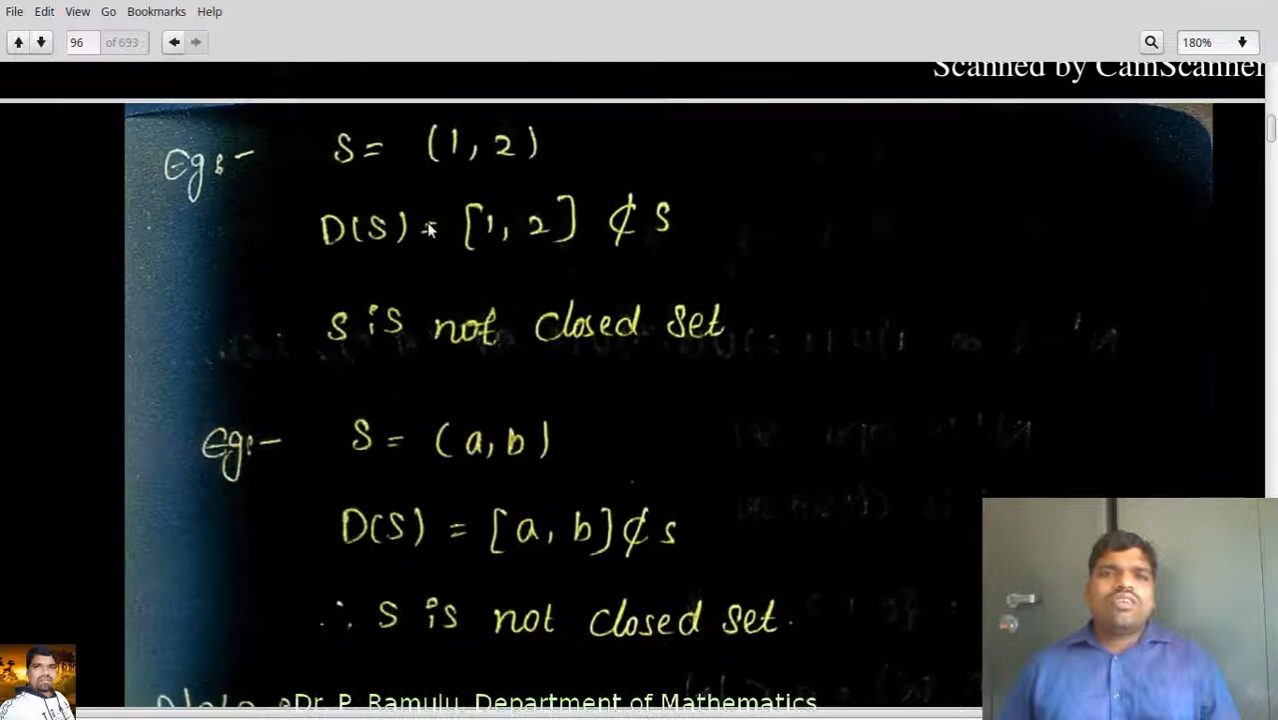 File Edit View Go Bookmarks Help
96 of 693 180%
Scanned by CamScanner
Eg:- S = (1, 2)
D(S) = [1, 2] ⊄ S
S is not closed set
Eg:- S = (a, b)
D(S) = [a, b] ⊄ S
∴ S is not closed set.
Note
Dr. P. Ramulu, Department of Mathematics